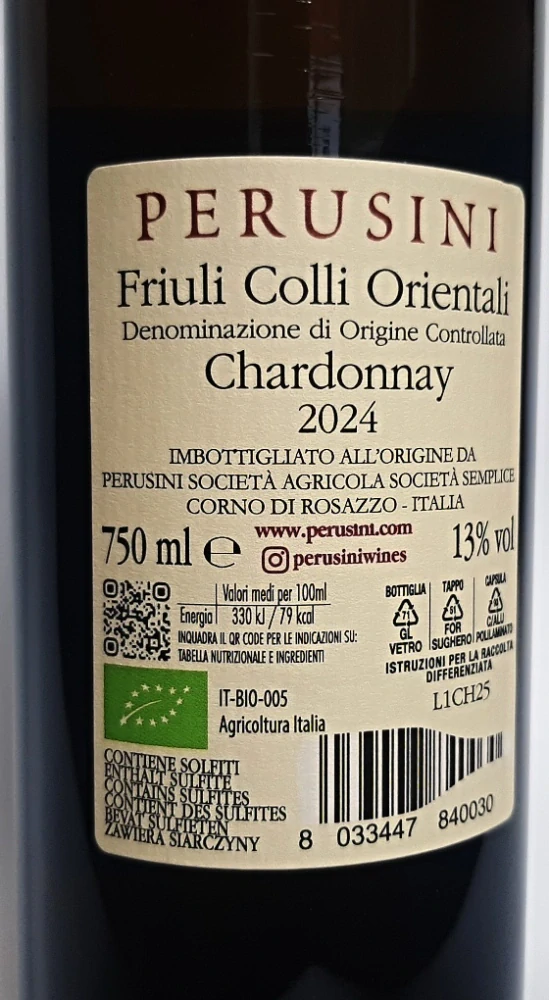 PERUSINI
Friuli Colli Orientali
Denominazione di Origine Controllata
Chardonnay
2024
IMBOTTIGLIATO ALL'ORIGINE DA
PERUSINI SOCIETÀ AGRICOLA SOCIETÀ SEMPLICE
CORNO DI ROSAZZO - ITALIA
750 ml ℮
www.perusini.com
perusiniwines
13% vol
Valori medi per 100ml
Energia 330 kJ / 79 kcal
INQUADRA IL QR CODE PER LE INDICAZIONI SU:
TABELLA NUTRIZIONALE E INGREDIENTI
BOTTIGLIA
71
GL
VETRO
TAPPO
51
FOR
SUGHERO
CAPSULA
C/ALU
POLILAMINATO
ISTRUZIONI PER LA RACCOLTA
DIFFERENZIATA
L1CH25
IT-BIO-005
Agricoltura Italia
CONTIENE SOLFITI
ENTHÄLT SULFITE
CONTAINS SULFITES
CONTIENT DES SULFITES
BEVAT SULFIETEN
ZAWIERA SIARCZYNY
8 033447 840030